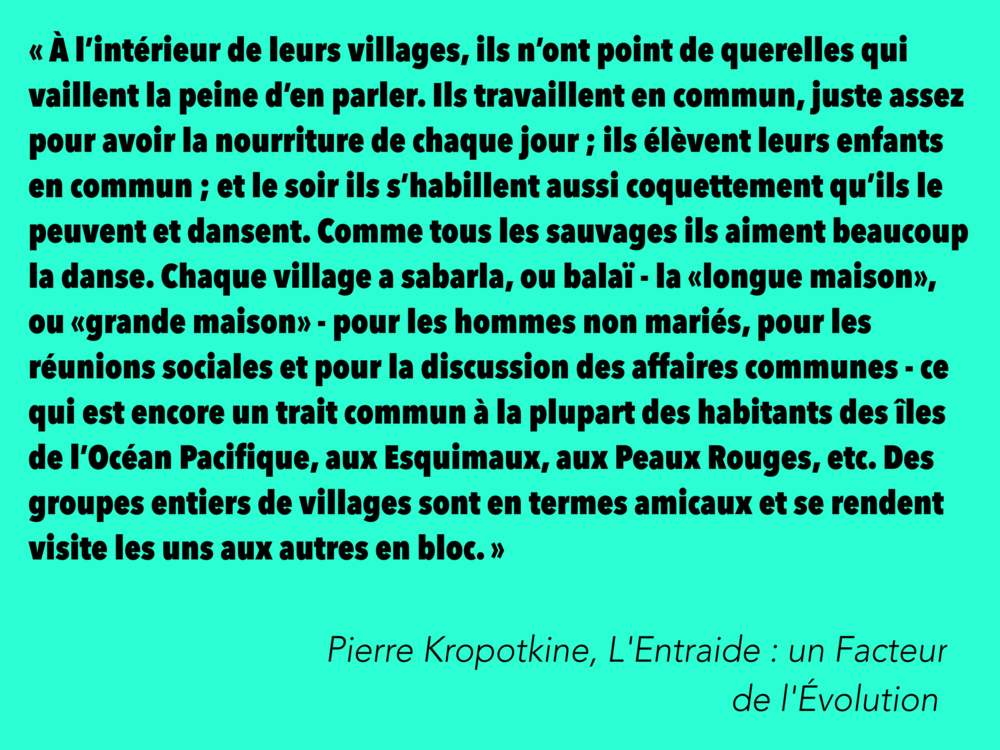 « À l’intérieur de leurs villages, ils n’ont point de querelles qui
vaillent la peine d’en parler. Ils travaillent en commun, juste assez
pour avoir la nourriture de chaque jour ; ils élèvent leurs enfants
en commun ; et le soir ils s’habillent aussi coquettement qu’ils le
peuvent et dansent. Comme tous les sauvages ils aiment beaucoup
la danse. Chaque village a sabarla, ou balaï - la «longue maison»,
ou «grande maison» - pour les hommes non mariés, pour les
réunions sociales et pour la discussion des affaires communes - ce
qui est encore un trait commun à la plupart des habitants des îles
de l’Océan Pacifique, aux Esquimaux, aux Peaux Rouges, etc. Des
groupes entiers de villages sont en termes amicaux et se rendent
visite les uns aux autres en bloc. »
Pierre Kropotkine, L'Entraide : un Facteur
de l'Évolution